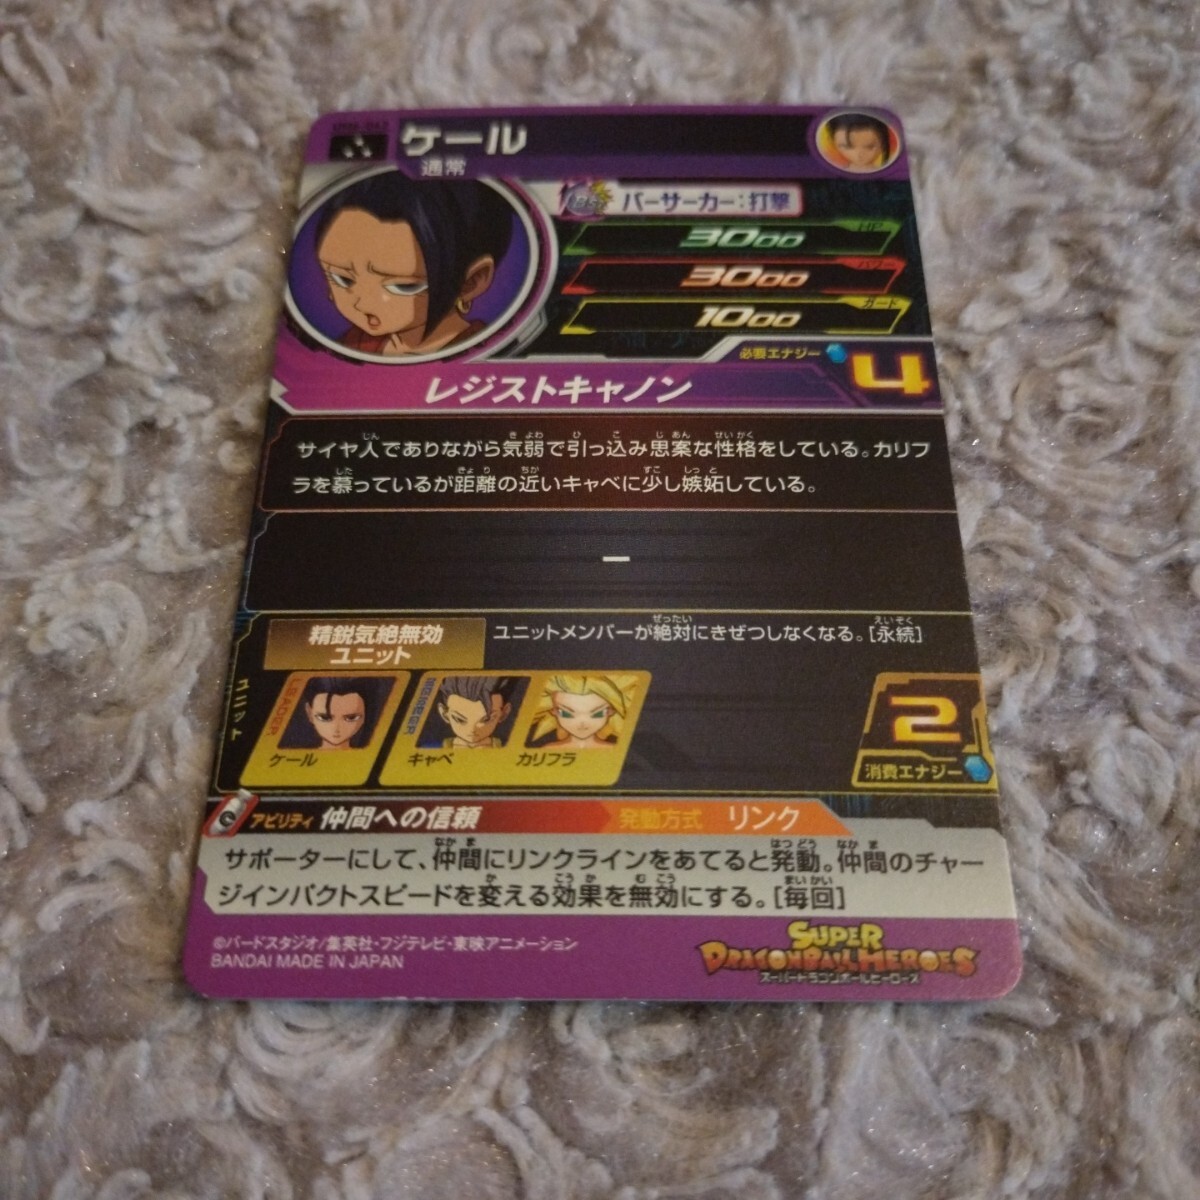 ケール
通常
バーサーカー:打撃
HP
3000
パワー
3000
ガード
1000
必要エナジー 4
レジストキャノン
サイヤ人でありながら気弱で引っ込み思案な性格をしている。カリフ
ラを慕っているが距離の近いキャベに少し嫉妬している。
ー
精鋭気絶無効
ユニット
ユニットメンバーが絶対にきぜつしなくなる。[永続]
ユニット
LEADER
ケール
MEMBER
キャベ
カリフラ
2
消費エナジー
アビリティ 仲間への信頼 発動方式 リンク
サポーターにして、仲間にリンクラインをあてると発動。仲間のチャー
ジインパクトスピードを変える効果を無効にする。[毎回]
©バードスタジオ/集英社・フジテレビ・東映アニメーション
BANDAI MADE IN JAPAN
SUPER
DRAGONBALL HEROES
スーパードラゴンボールヒーローズ